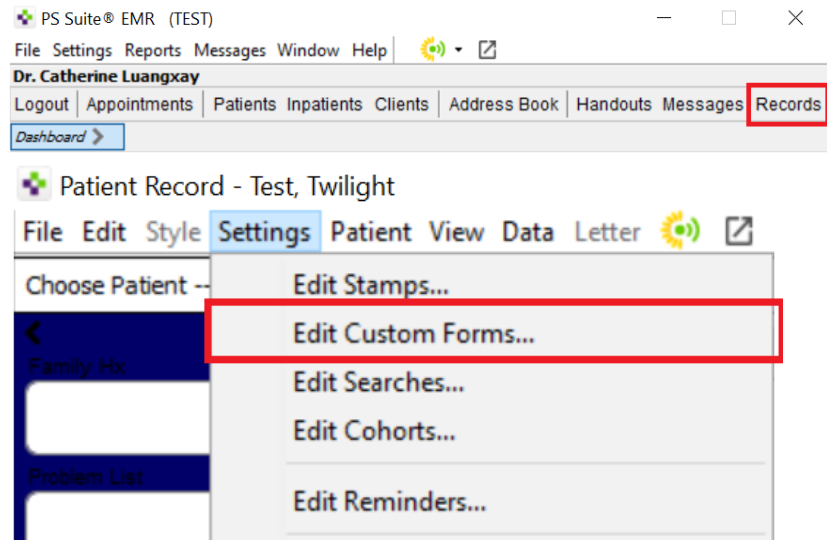 PS Suite® EMR (TEST)
File Settings Reports Messages Window Help
Dr. Catherine Luangxay
Logout Appointments Patients Inpatients Clients Address Book Handouts Messages Records
Dashboard
Patient Record - Test, Twilight
File Edit Style Settings Patient View Data Letter
Choose Patient --
Edit Stamps...
Edit Custom Forms...
Family Hx
Edit Searches...
Edit Cohorts...
Problem List
Edit Reminders...